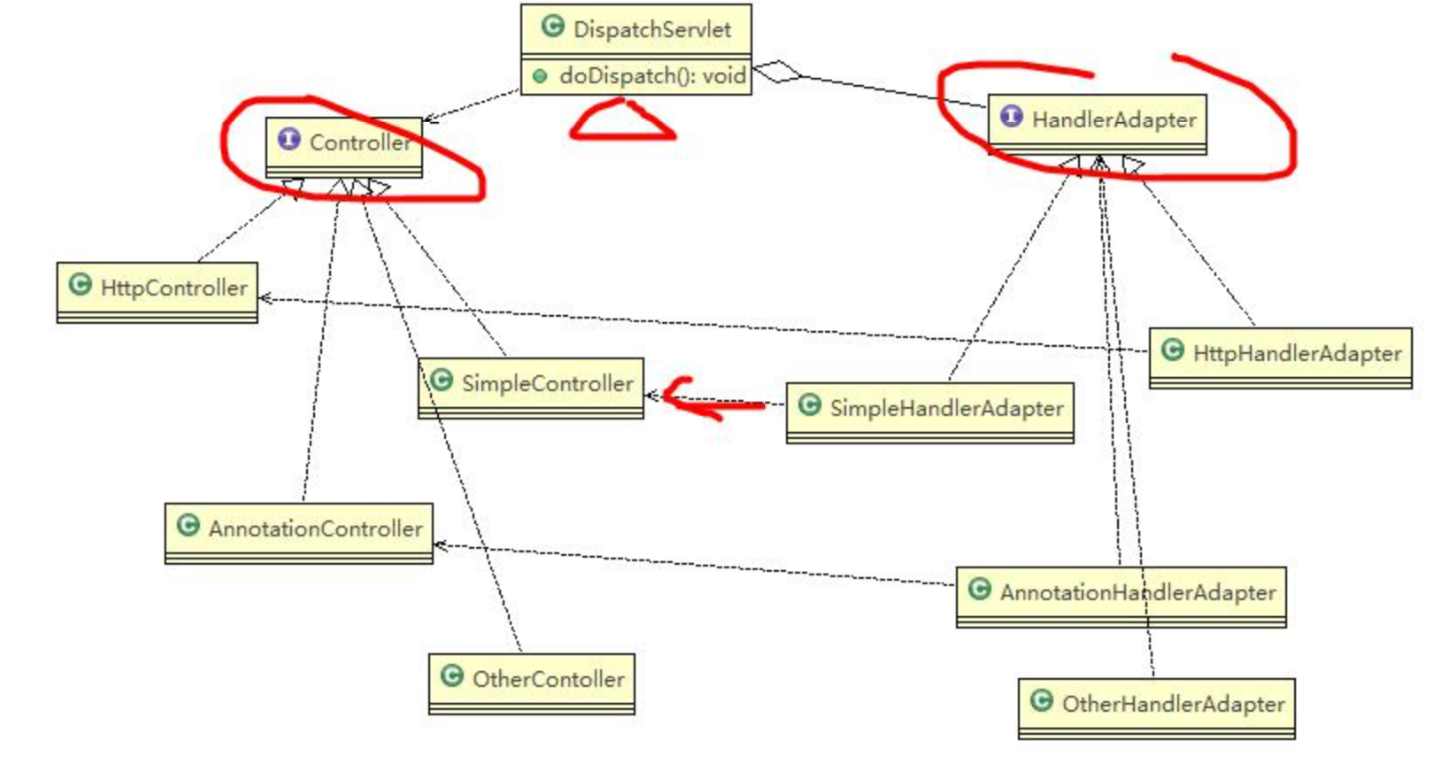 DispatchServlet
doDispatch(): void
HandlerAdapter
Controller
HttpController
HttpHandlerAdapter
SimpleController
SimpleHandlerAdapter
AnnotationController
AnnotationHandlerAdapter
OtherContoller
OtherHandlerAdapter